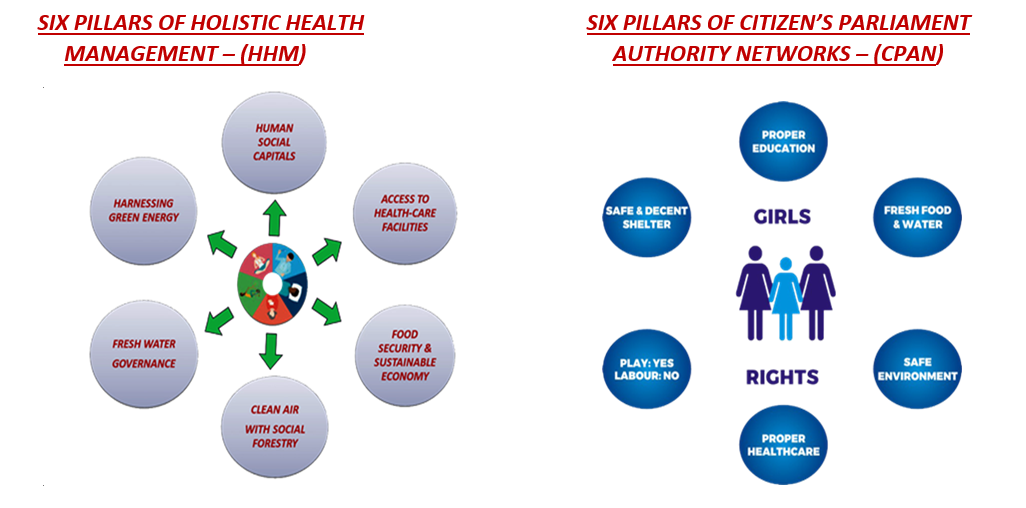 SIX PILLARS OF HOLISTIC HEALTH
MANAGEMENT – (HHM)
HUMAN
SOCIAL
CAPITALS
ACCESS TO
HEALTH-CARE
FACILITIES
FOOD
SECURITY &
SUSTAINABLE
ECONOMY
CLEAN AIR
WITH SOCIAL
FORESTRY
FRESH WATER
GOVERNANCE
HARNESSING
GREEN ENERGY
SIX PILLARS OF CITIZEN’S PARLIAMENT
AUTHORITY NETWORKS – (CPAN)
PROPER
EDUCATION
FRESH FOOD
& WATER
SAFE
ENVIRONMENT
PROPER
HEALTHCARE
PLAY: YES
LABOUR: NO
SAFE & DECENT
SHELTER
GIRLS
RIGHTS